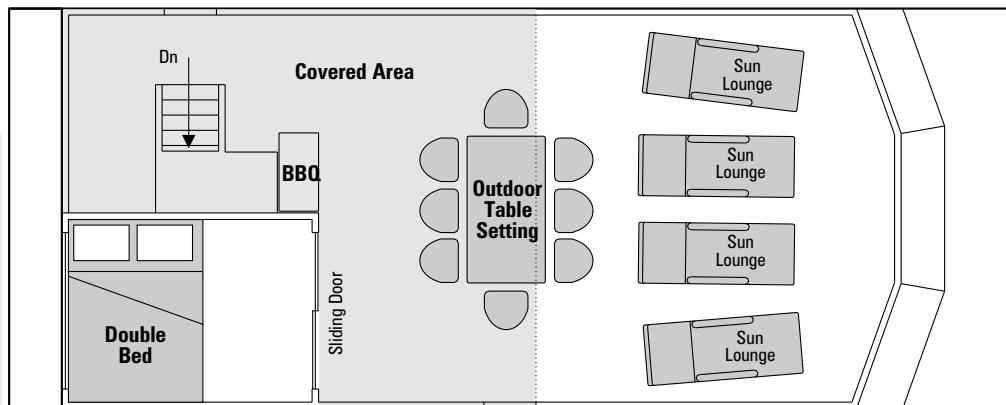 Dn
Covered Area
BBQ
Outdoor
Table
Setting
Sun
Lounge
Sun
Lounge
Sun
Lounge
Sun
Lounge
Sliding Door
Double
Bed